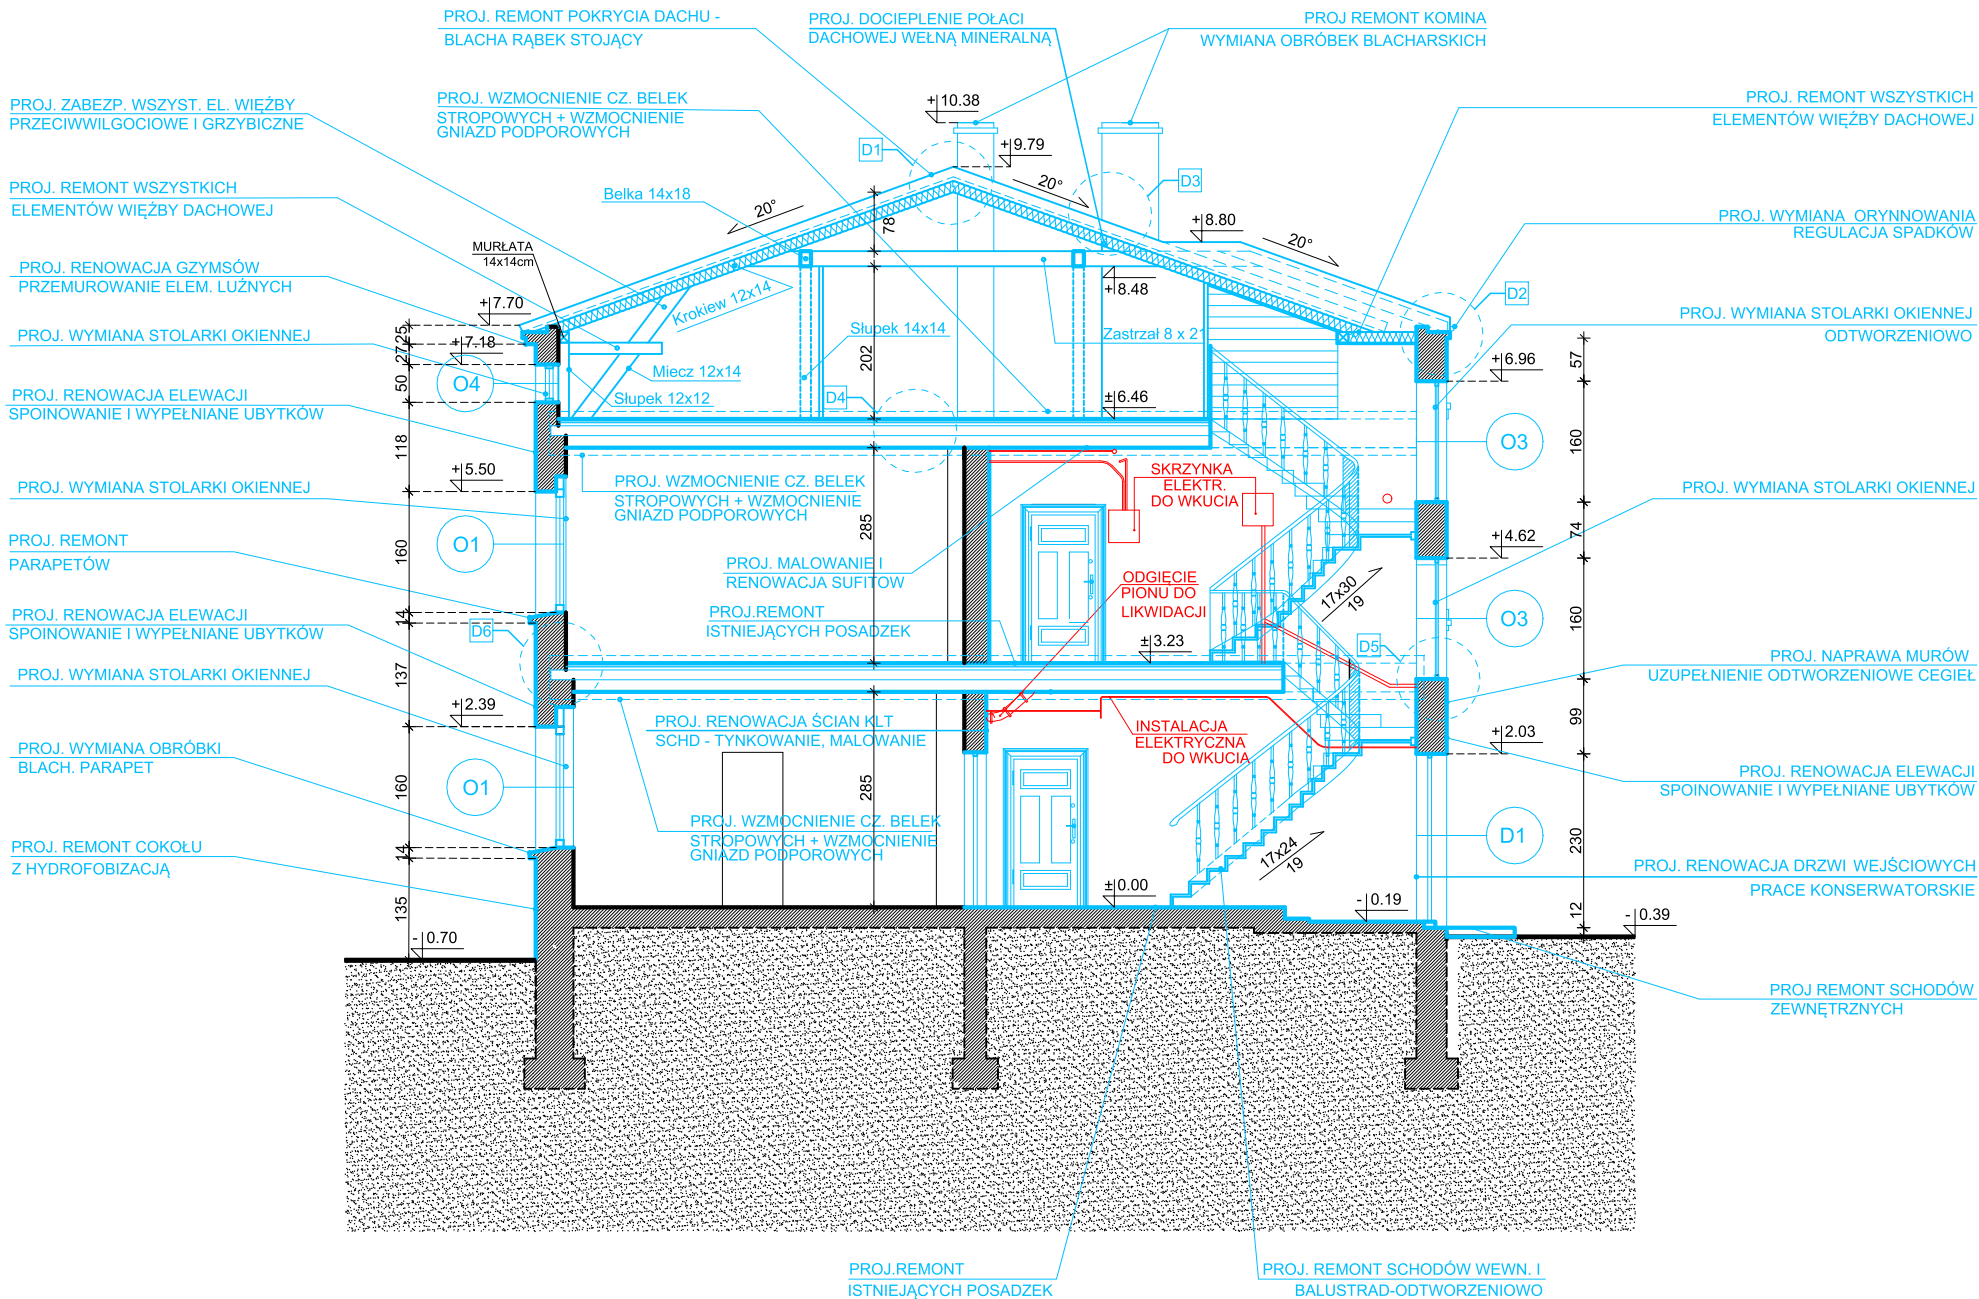 PROJ. REMONT POKRYCIA DACHU -
BLACHA RĄBEK STOJĄCY
PROJ. DOCIEPLENIE POŁACI
DACHOWEJ WEŁNĄ MINERALNĄ
PROJ REMONT KOMINA
WYMIANA OBRÓBEK BLACHARSKICH
PROJ. ZABEZP. WSZYST. EL. WIĘŹBY
PRZECIWWILGOCIOWE I GRZYBICZNE
PROJ. WZMOCNIENIE CZ. BELEK
STROPOWYCH + WZMOCNIENIE
GNIAZD PODPOROWYCH
PROJ. REMONT WSZYSTKICH
ELEMENTÓW WIĘŹBY DACHOWEJ
+10.38
+9.79
D1
D3
20°
20°
20°
PROJ. REMONT WSZYSTKICH
ELEMENTÓW WIĘŹBY DACHOWEJ
Belka 14x18
78
+8.80
PROJ. WYMIANA ORYNNOWANIA
REGULACJA SPADKÓW
MURŁATA
14x14cm
PROJ. RENOWACJA GZYMSÓW
PRZEMUROWANIE ELEM. LUŹNYCH
+7.70
Krokiew 12x14
+8.48
D2
PROJ. WYMIANA STOLARKI OKIENNEJ
ODTWORZENIOWO
PROJ. WYMIANA STOLARKI OKIENNEJ
25
27
+7.18
Słupek 14x14
Zastrzał 8 x 21
202
57
+6.96
O4
50
Miecz 12x14
Słupek 12x12
D4
±6.46
PROJ. RENOWACJA ELEWACJI
SPOINOWANIE I WYPEŁNIANE UBYTKÓW
118
O3
160
+5.50
PROJ. WYMIANA STOLARKI OKIENNEJ
PROJ. WZMOCNIENIE CZ. BELEK
STROPOWYCH + WZMOCNIENIE
GNIAZD PODPOROWYCH
SKRZYNKA
ELEKTR.
DO WKUCIA
PROJ. WYMIANA STOLARKI OKIENNEJ
285
74
+4.62
PROJ. REMONT
PARAPETÓW
O1
160
PROJ. MALOWANIE I
RENOWACJA SUFITOW
ODGIĘCIE
PIONU DO
LIKWIDACJI
17x30
19
PROJ. RENOWACJA ELEWACJI
SPOINOWANIE I WYPEŁNIANE UBYTKÓW
14
D6
PROJ.REMONT
ISTNIEJĄCYCH POSADZEK
±3.23
D5
O3
160
PROJ. WYMIANA STOLARKI OKIENNEJ
137
PROJ. NAPRAWA MURÓW
UZUPEŁNIENIE ODTWORZENIOWE CEGIEŁ
+2.39
PROJ. RENOWACJA ŚCIAN KLT
SCHD - TYNKOWANIE, MALOWANIE
INSTALACJA
ELEKTRYCZNA
DO WKUCIA
99
+2.03
PROJ. WYMIANA OBRÓBKI
BLACH. PARAPET
O1
160
285
PROJ. RENOWACJA ELEWACJI
SPOINOWANIE I WYPEŁNIANE UBYTKÓW
PROJ. WZMOCNIENIE CZ. BELEK
STROPOWYCH + WZMOCNIENIE
GNIAZD PODPOROWYCH
D1
230
PROJ. REMONT COKOŁU
Z HYDROFOBIZACJĄ
14
17x24
19
PROJ. RENOWACJA DRZWI WEJŚCIOWYCH
PRACE KONSERWATORSKIE
±0.00
135
-0.19
12
-0.39
-0.70
PROJ REMONT SCHODÓW
ZEWNĘTRZNYCH
PROJ.REMONT
ISTNIEJĄCYCH POSADZEK
PROJ. REMONT SCHODÓW WEWN. I
BALUSTRAD-ODTWORZENIOWO